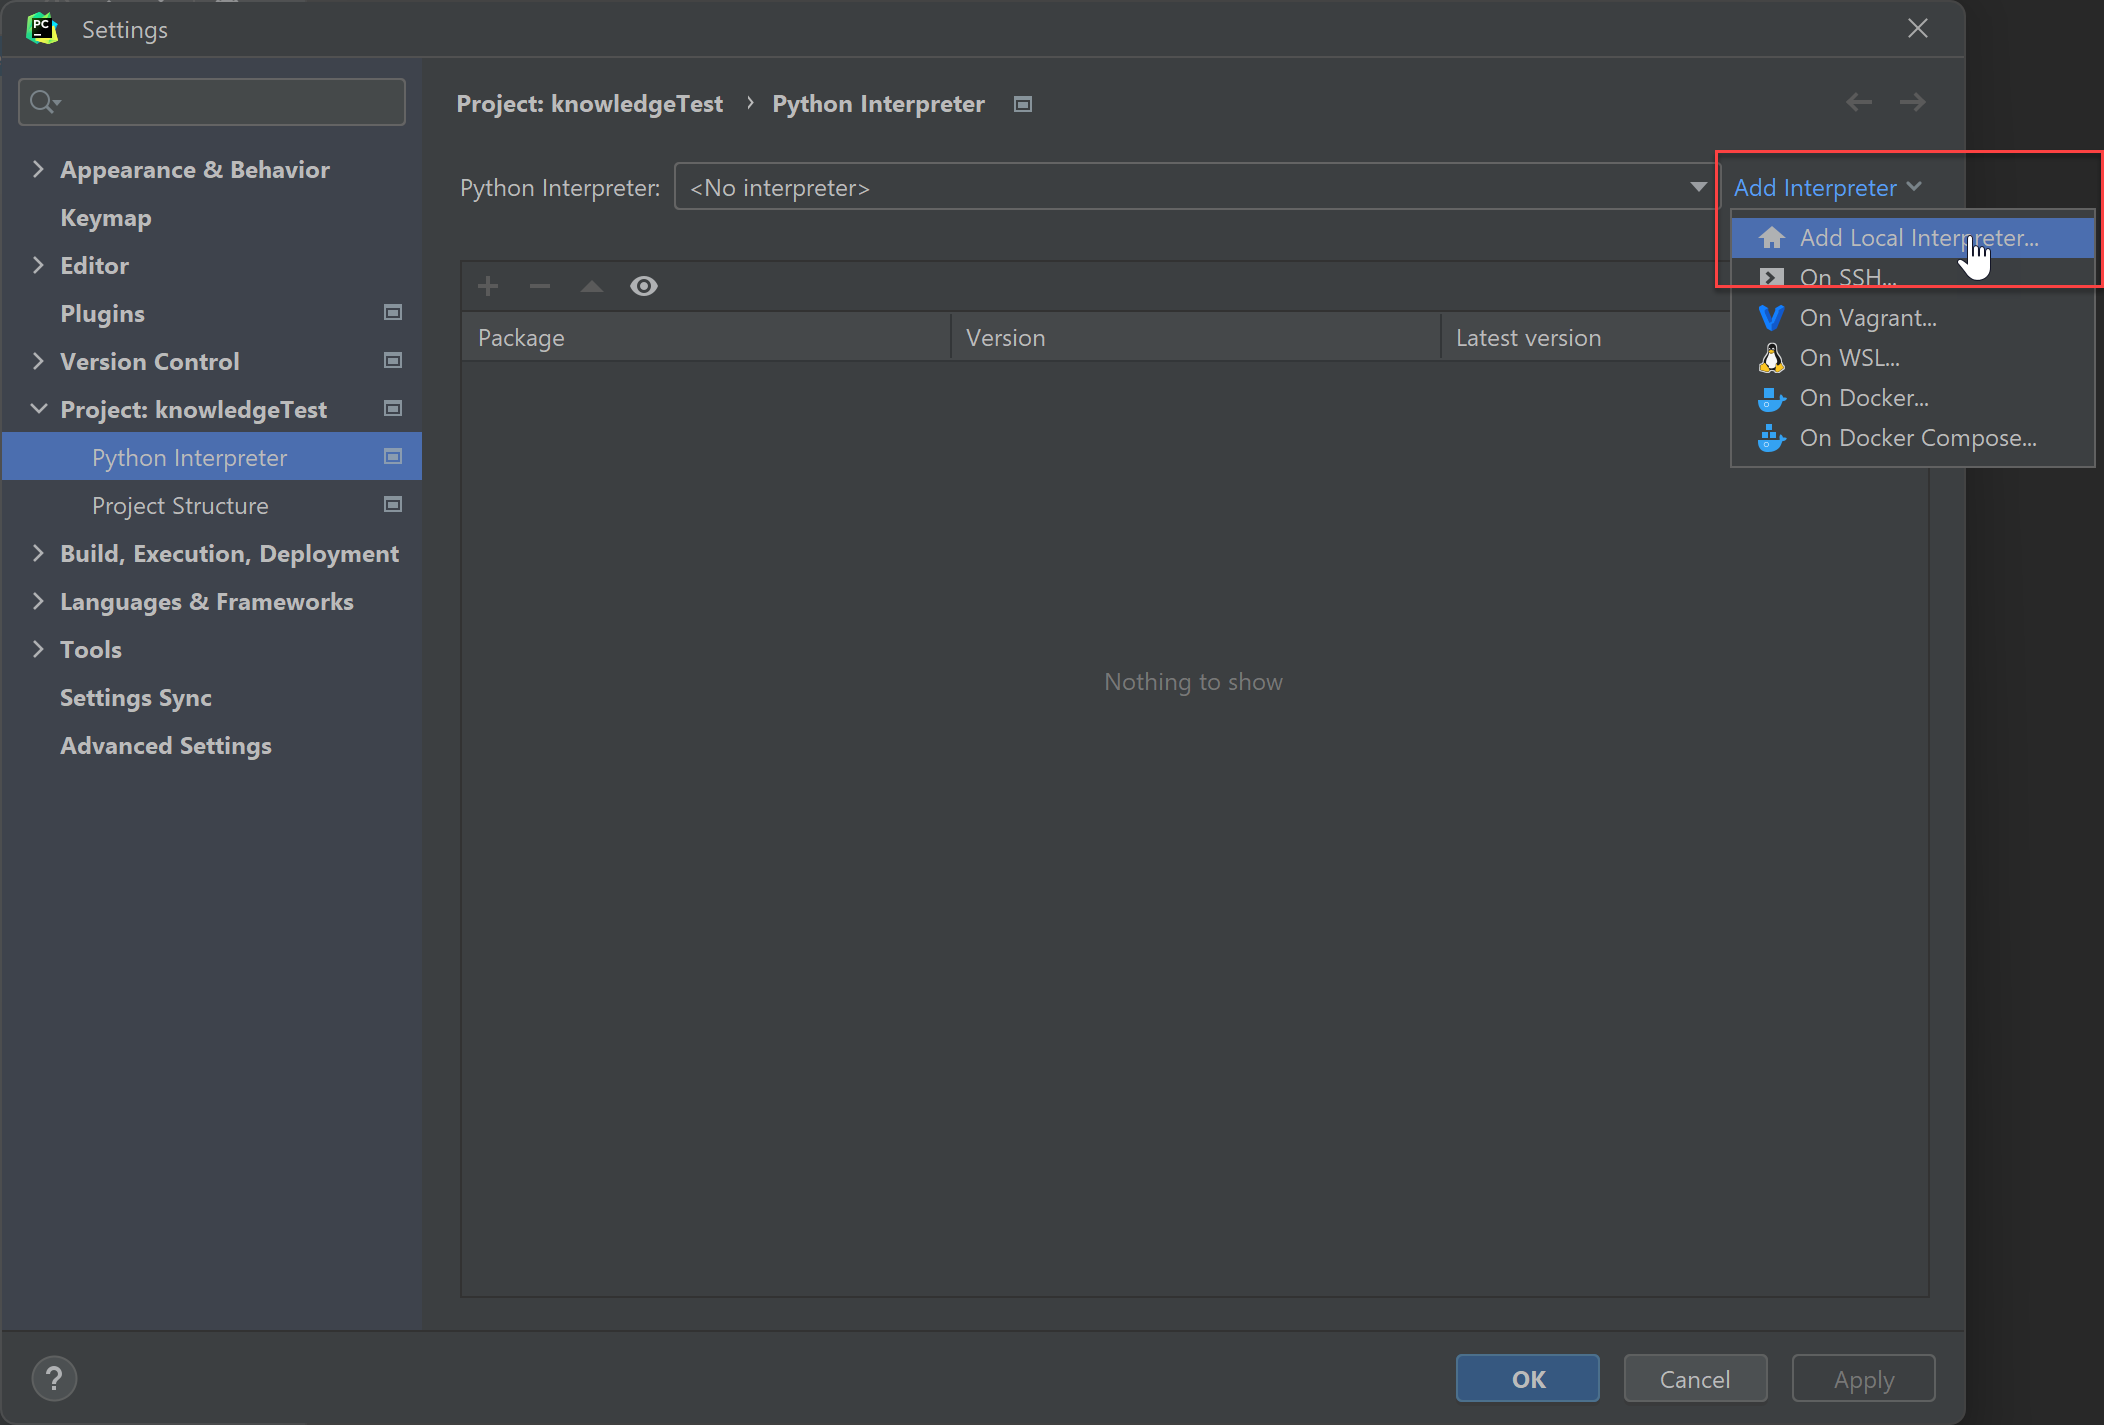 PC
Settings
Project: knowledgeTest › Python Interpreter
Appearance & Behavior
Keymap
Editor
Plugins
Version Control
Project: knowledgeTest
Python Interpreter
Project Structure
Build, Execution, Deployment
Languages & Frameworks
Tools
Settings Sync
Advanced Settings
Python Interpreter: <No interpreter> Add Interpreter
Add Local Interpreter...
On SSH...
On Vagrant...
On WSL...
On Docker...
On Docker Compose...
Package Version Latest version
Nothing to show
? OK Cancel Apply